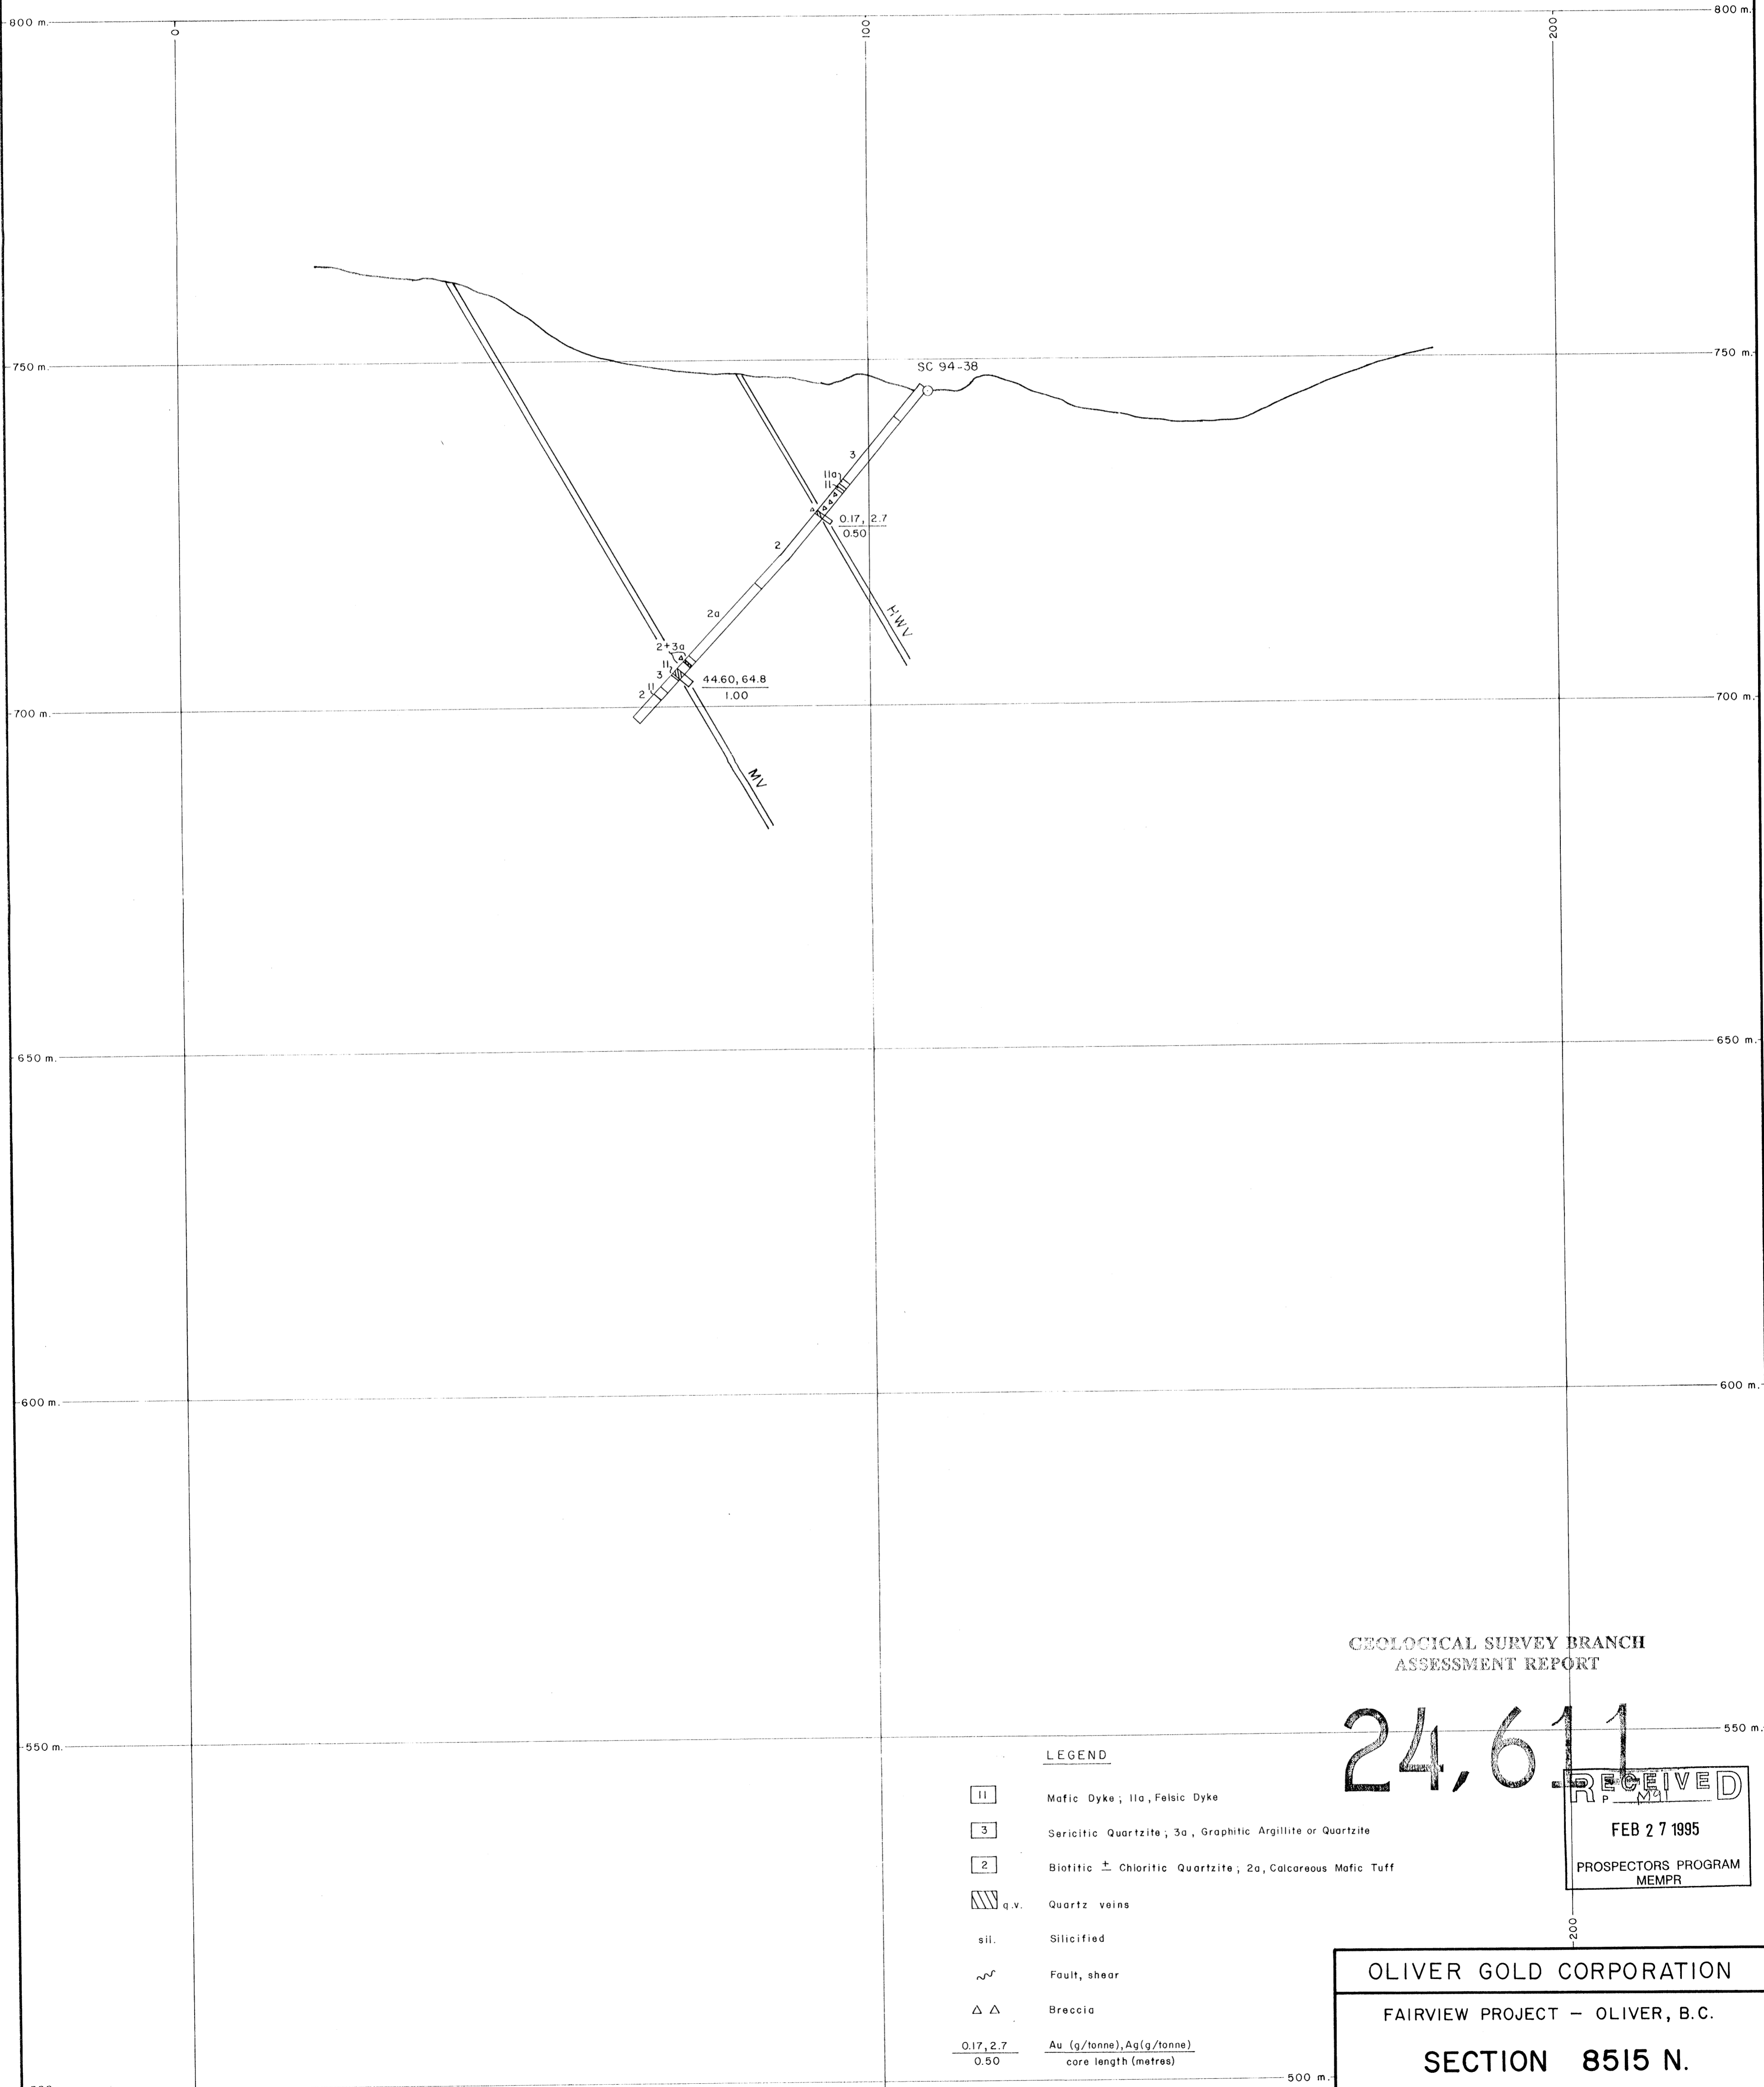 800 m.
0
100
200
800 m.
750 m.
SC 94-38
750 m.
3
11a
11
0.17, 2.7
0.50
2
2a
HWV
2+3a
11
3
11
2
44.60, 64.8
1.00
700 m.
700 m.
MV
650 m.
650 m.
600 m.
600 m.
GEOLOGICAL SURVEY BRANCH
ASSESSMENT REPORT
24,611
550 m.
550 m.
RECEIVED
FEB 27 1995
PROSPECTORS PROGRAM
MEMPR
LEGEND
11 Mafic Dyke ; 11a, Felsic Dyke
3 Sericitic Quartzite ; 3a, Graphitic Argillite or Quartzite
2 Biotitic ± Chloritic Quartzite ; 2a, Calcareous Mafic Tuff
q.v. Quartz veins
sil. Silicified
Fault, shear
Breccia
0.17, 2.7 Au (g/tonne), Ag(g/tonne)
0.50 core length (metres)
200
500 m.
OLIVER GOLD CORPORATION
FAIRVIEW PROJECT – OLIVER, B.C.
SECTION 8515 N.